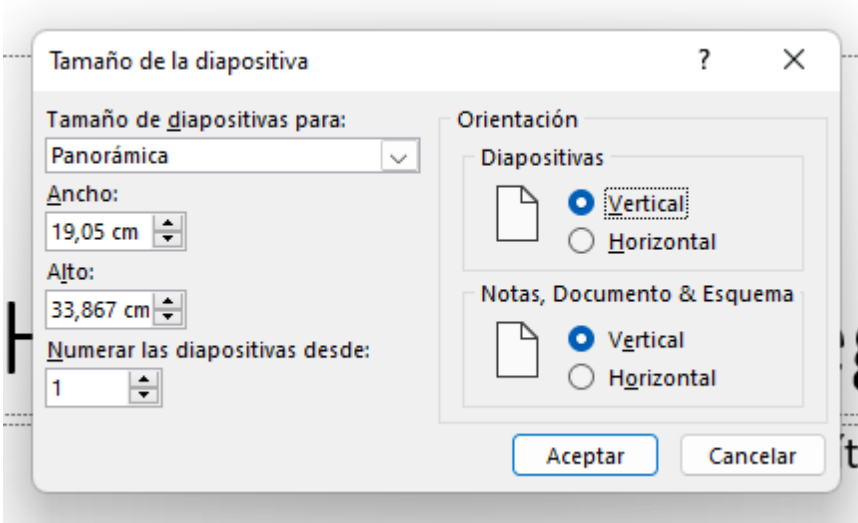 Tamaño de la diapositiva
?
Tamaño de diapositivas para:
Panorámica
Ancho:
19,05 cm
Alto:
33,867 cm
Numerar las diapositivas desde:
1
Orientación
Diapositivas
Vertical
Horizontal
Notas, Documento & Esquema
Vertical
Horizontal
Aceptar
Cancelar